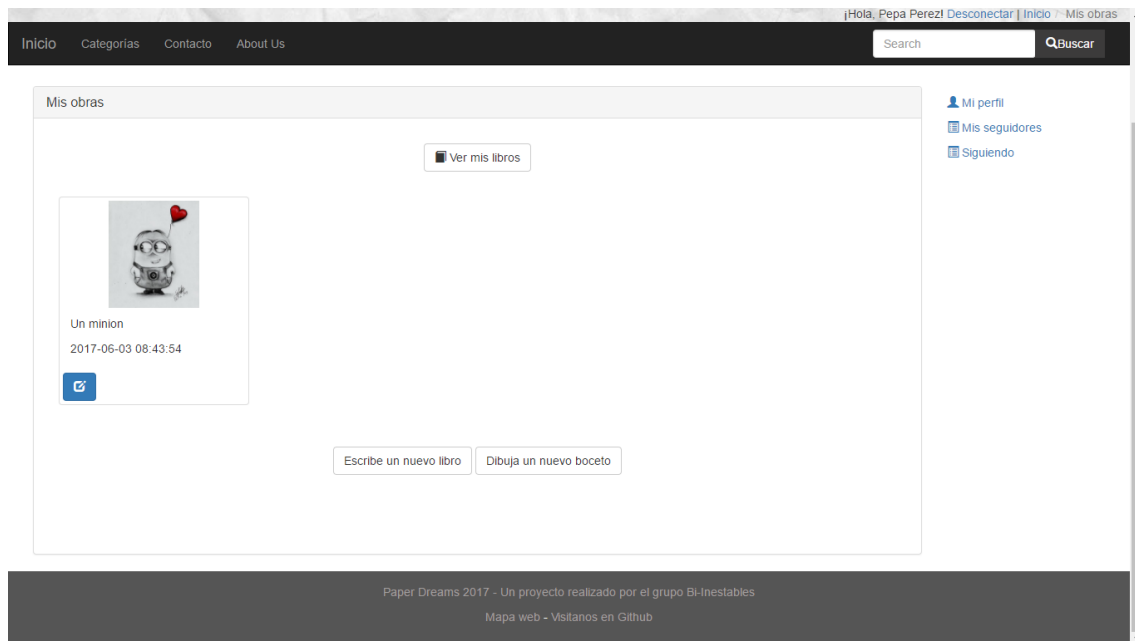 ¡Hola, Pepa Perez! Desconectar | Inicio / Mis obras
Inicio Categorías Contacto About Us Search Buscar
Mis obras
Ver mis libros
Mi perfil
Mis seguidores
Siguiendo
Un minion
2017-06-03 08:43:54
Escribe un nuevo libro Dibuja un nuevo boceto
Paper Dreams 2017 - Un proyecto realizado por el grupo Bi-Inestables
Mapa web - Visitanos en Github